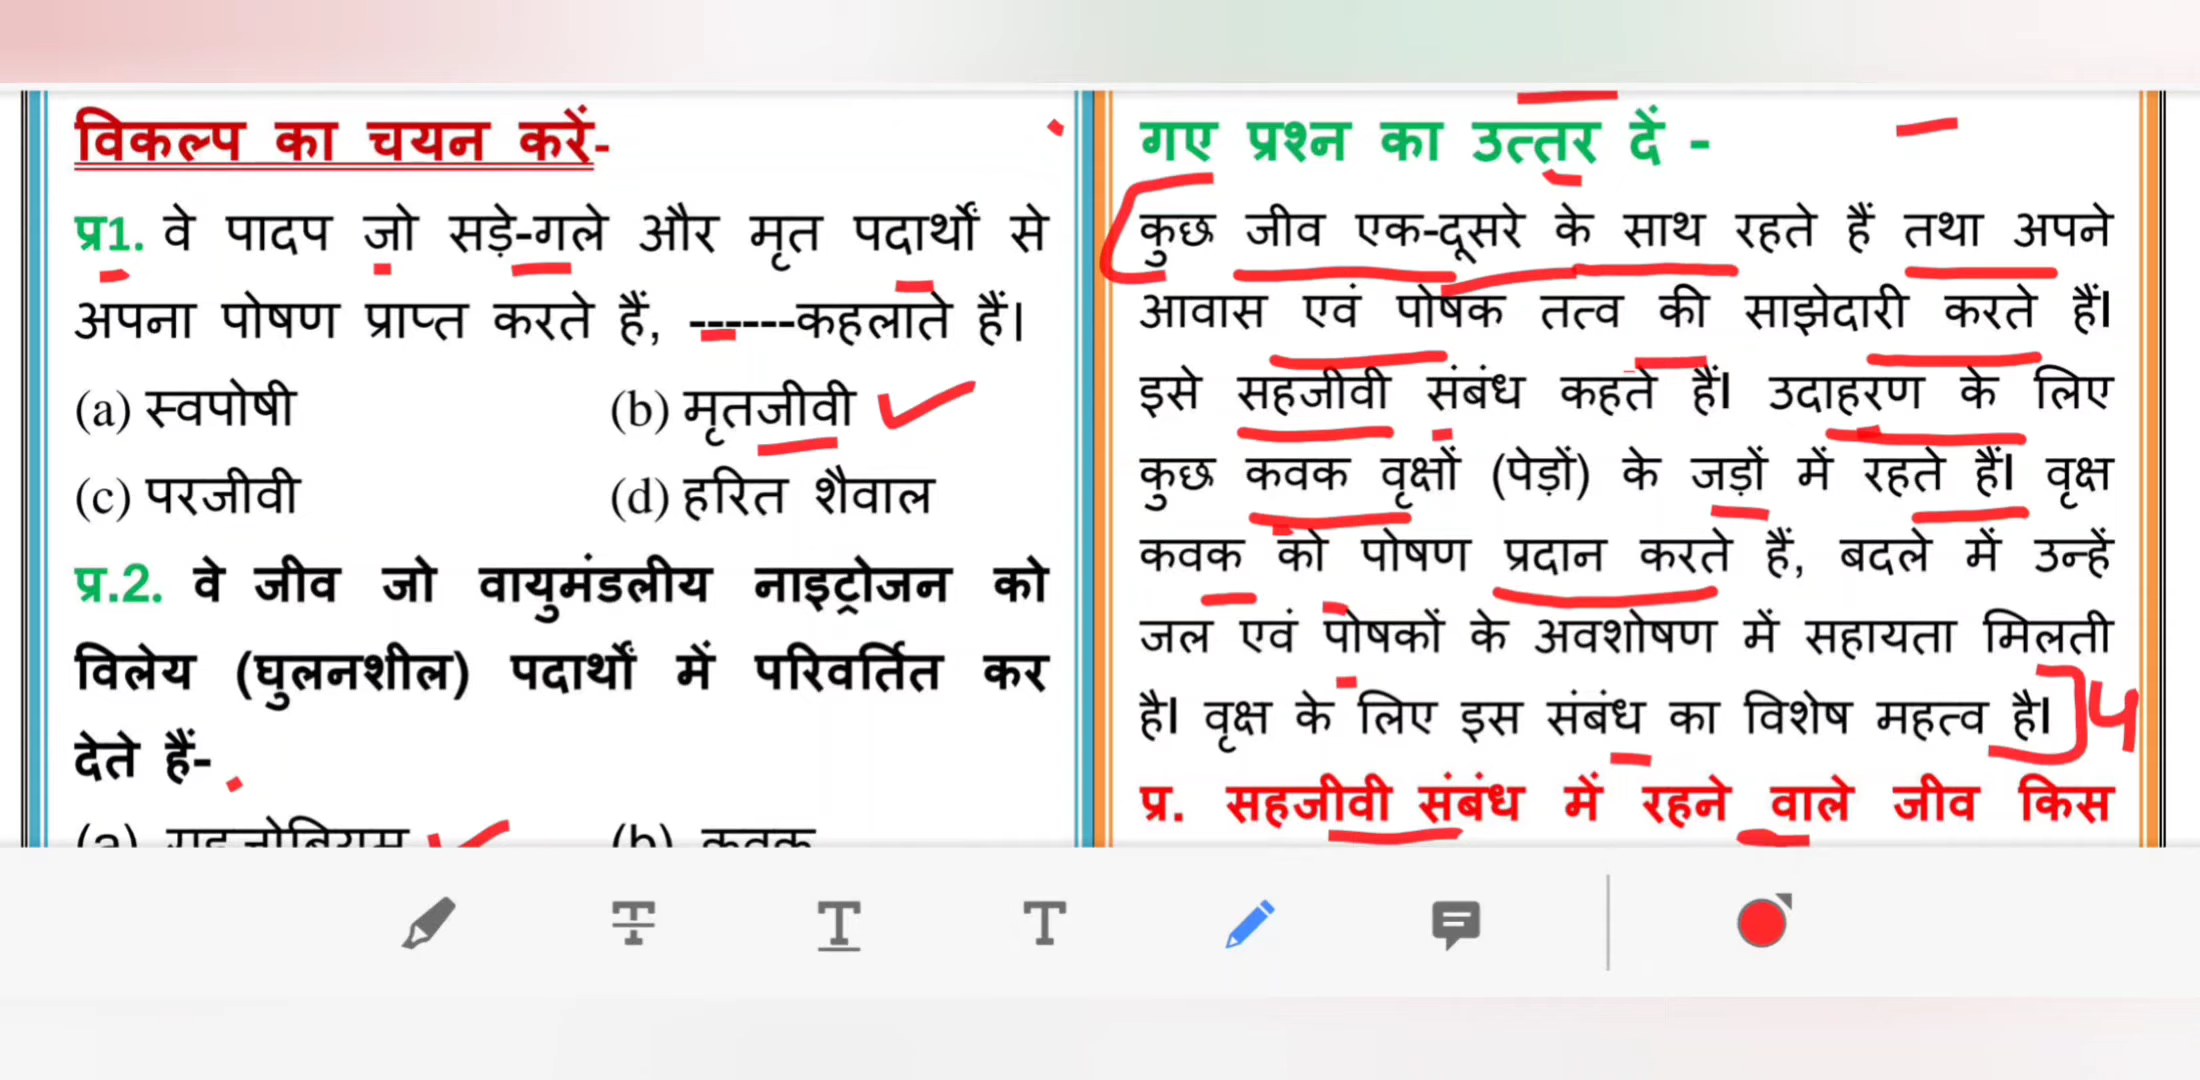 विकल्प का चयन करें-
प्र1. वे पादप जो सड़े-गले और मृत पदार्थों से
अपना पोषण प्राप्त करते हैं, ------कहलाते हैं।
(a) स्वपोषी (b) मृतजीवी
(c) परजीवी (d) हरित शैवाल
प्र.2. वे जीव जो वायुमंडलीय नाइट्रोजन को
विलेय (घुलनशील) पदार्थों में परिवर्तित कर
देते हैं-
(a) राइजोबियम (b) कवक
गए प्रश्न का उत्तर दें -
कुछ जीव एक-दूसरे के साथ रहते हैं तथा अपने
आवास एवं पोषक तत्व की साझेदारी करते हैं।
इसे सहजीवी संबंध कहते हैं। उदाहरण के लिए
कुछ कवक वृक्षों (पेड़ों) के जड़ों में रहते हैं। वृक्ष
कवक को पोषण प्रदान करते हैं, बदले में उन्हें
जल एवं पोषकों के अवशोषण में सहायता मिलती
है। वृक्ष के लिए इस संबंध का विशेष महत्व है।
प्र. सहजीवी संबंध में रहने वाले जीव किस